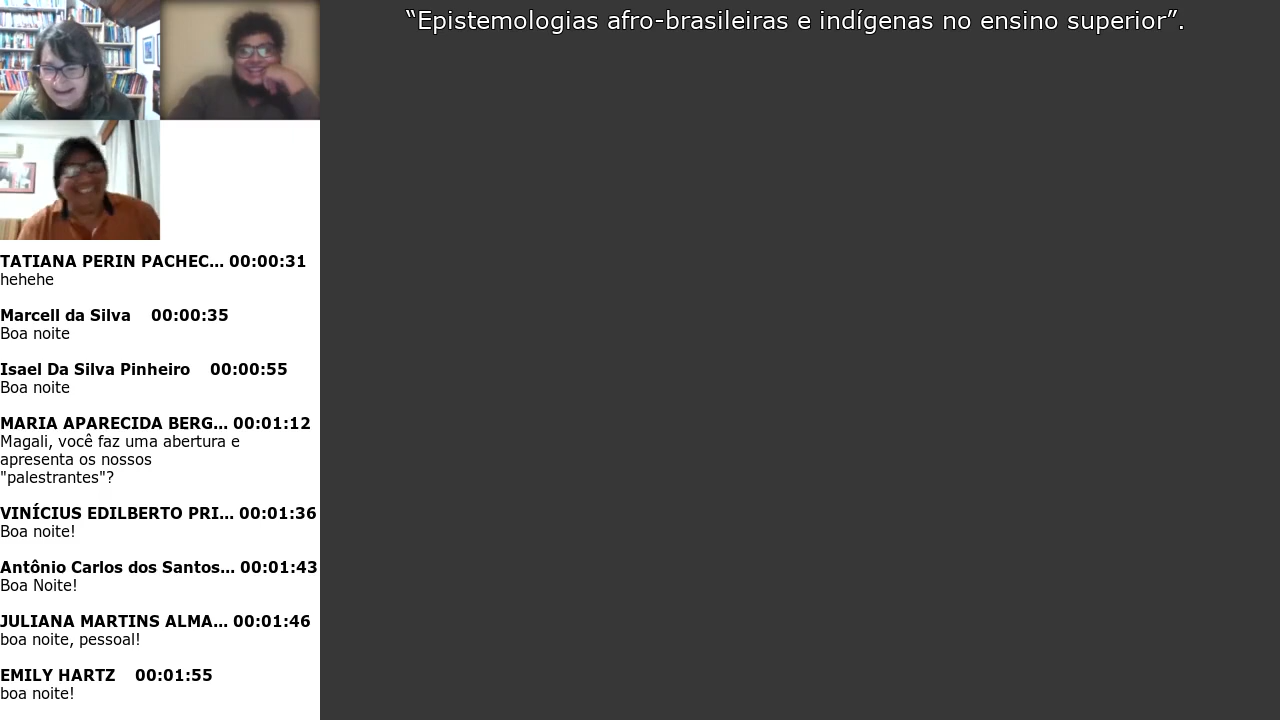 “Epistemologias afro-brasileiras e indígenas no ensino superior”.
TATIANA PERIN PACHEC... 00:00:31
hehehe
Marcell da Silva 00:00:35
Boa noite
Isael Da Silva Pinheiro 00:00:55
Boa noite
MARIA APARECIDA BERG... 00:01:12
Magali, você faz uma abertura e
apresenta os nossos
"palestrantes"?
VINÍCIUS EDILBERTO PRI... 00:01:36
Boa noite!
Antônio Carlos dos Santos... 00:01:43
Boa Noite!
JULIANA MARTINS ALMA... 00:01:46
boa noite, pessoal!
EMILY HARTZ 00:01:55
boa noite!